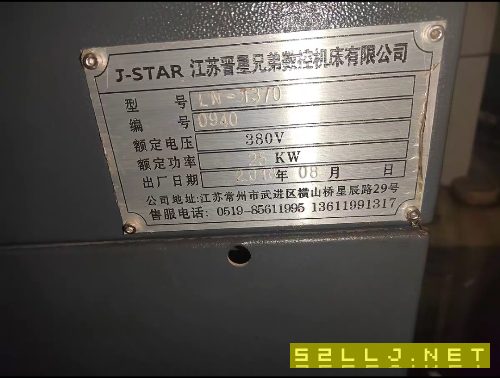 J-STAR 江苏晋星兄弟数控机床有限公司
型 号
编 号 0940
额定电压 380V
额定功率 25 KW
出厂日期 08 月 日
公司地址:江苏常州市武进区横山桥星辰路29号
售服电话: 0519-85611995 13611991317
52LLJ.NET